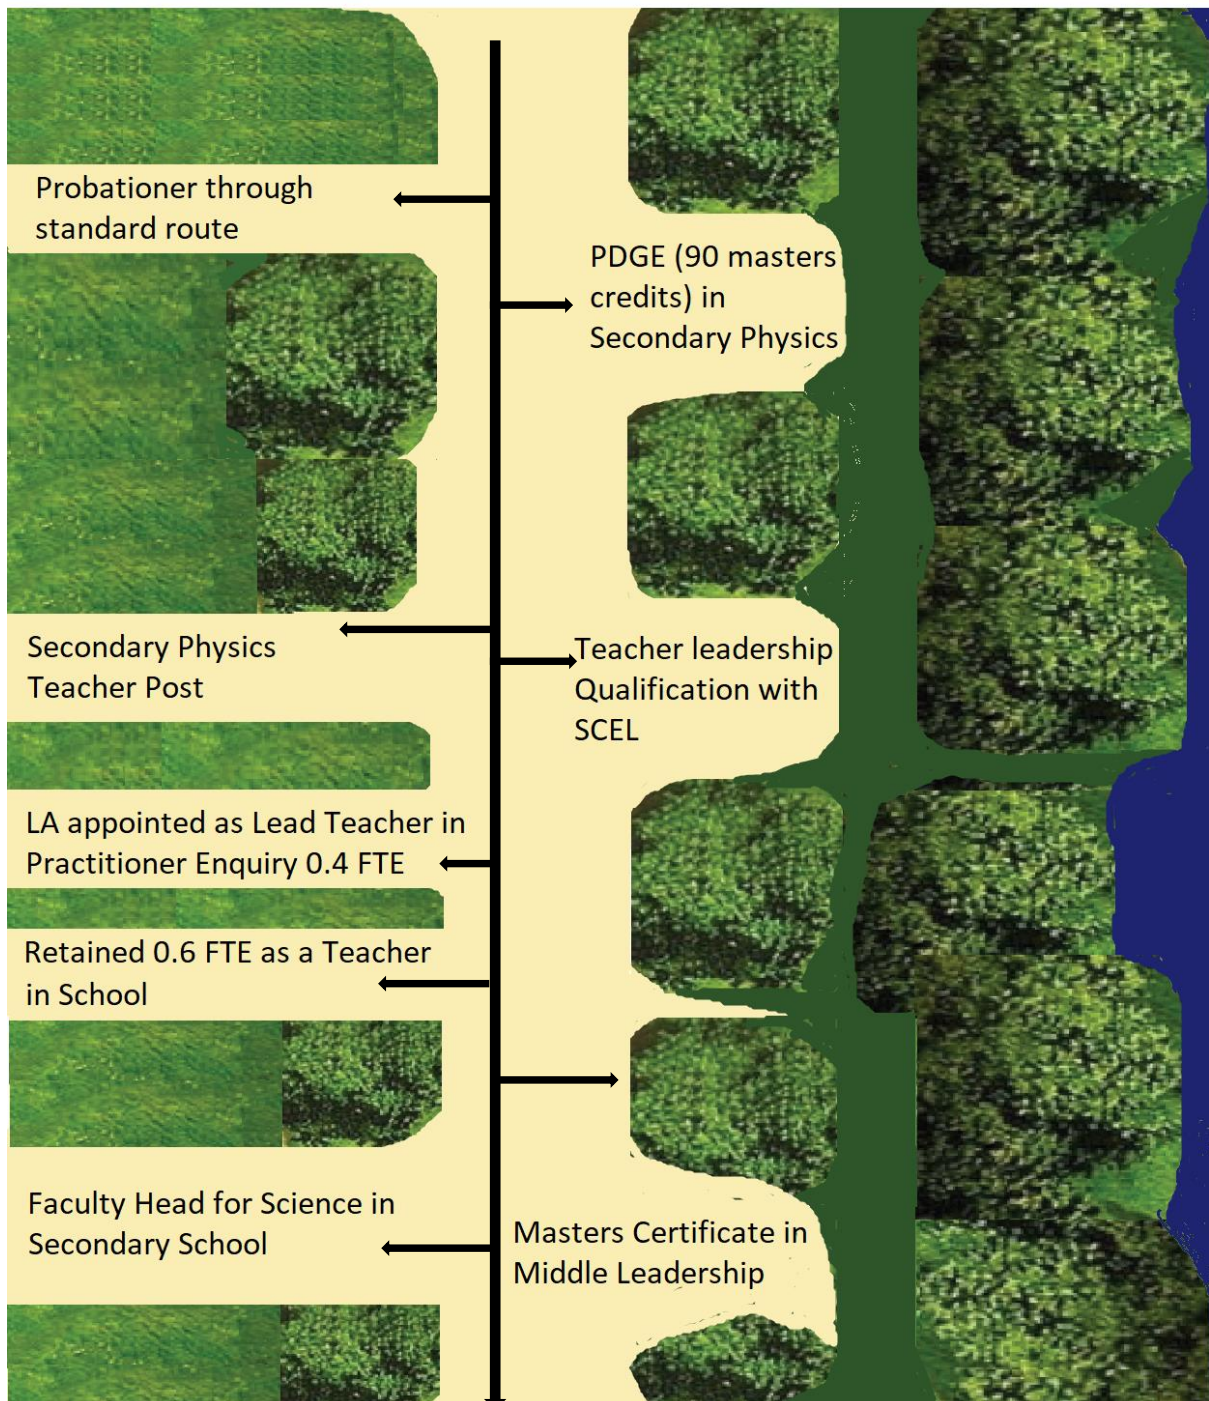 Probationer through
standard route
PDGE (90 masters
credits) in
Secondary Physics
Secondary Physics
Teacher Post
Teacher leadership
Qualification with
SCEL
LA appointed as Lead Teacher in
Practitioner Enquiry 0.4 FTE
Retained 0.6 FTE as a Teacher
in School
Faculty Head for Science in
Secondary School
Masters Certificate in
Middle Leadership